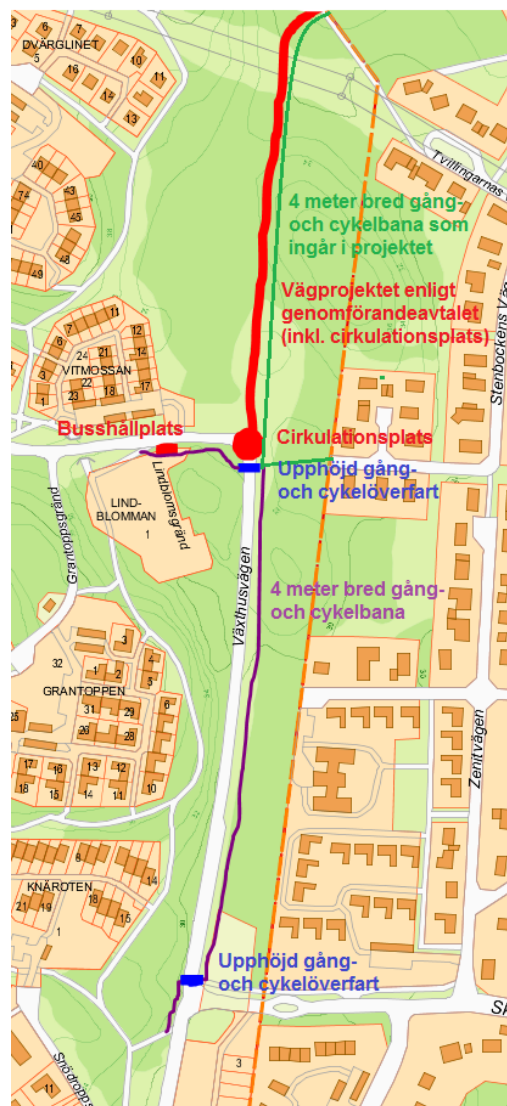 6
7
DVÄRGLINET
5
10
16
11
14
13
Tvillingarnas
40
43
74
45
48
49
4 meter bred gång-
och cykelbana som
ingår i projektet
Stenbockens Vä
Vägprojektet enligt
genomförandeavtalet
(inkl. cirkulationsplats)
11
7
6
12
24
21
14
3
VITMOSSAN
22
1
23
18
17
Busshållplats
Cirkulationsplats
Upphöjd gång-
och cykelöverfart
Lindblomsgränd
LIND-
BLOMMAN
1
Grantoppsgränd
Växthusvägen
4 meter bred gång-
och cykelbana
3
32
4
1
2
5
GRANTOPPEN
6
31
29
25
26
28
17
16
13
12
18
15
14
11
10
Zenitvägen
8
KNÄROTEN
14
21
19
18
15
1
Upphöjd gång-
och cykelöverfart
Sk
Snödropps
3
11